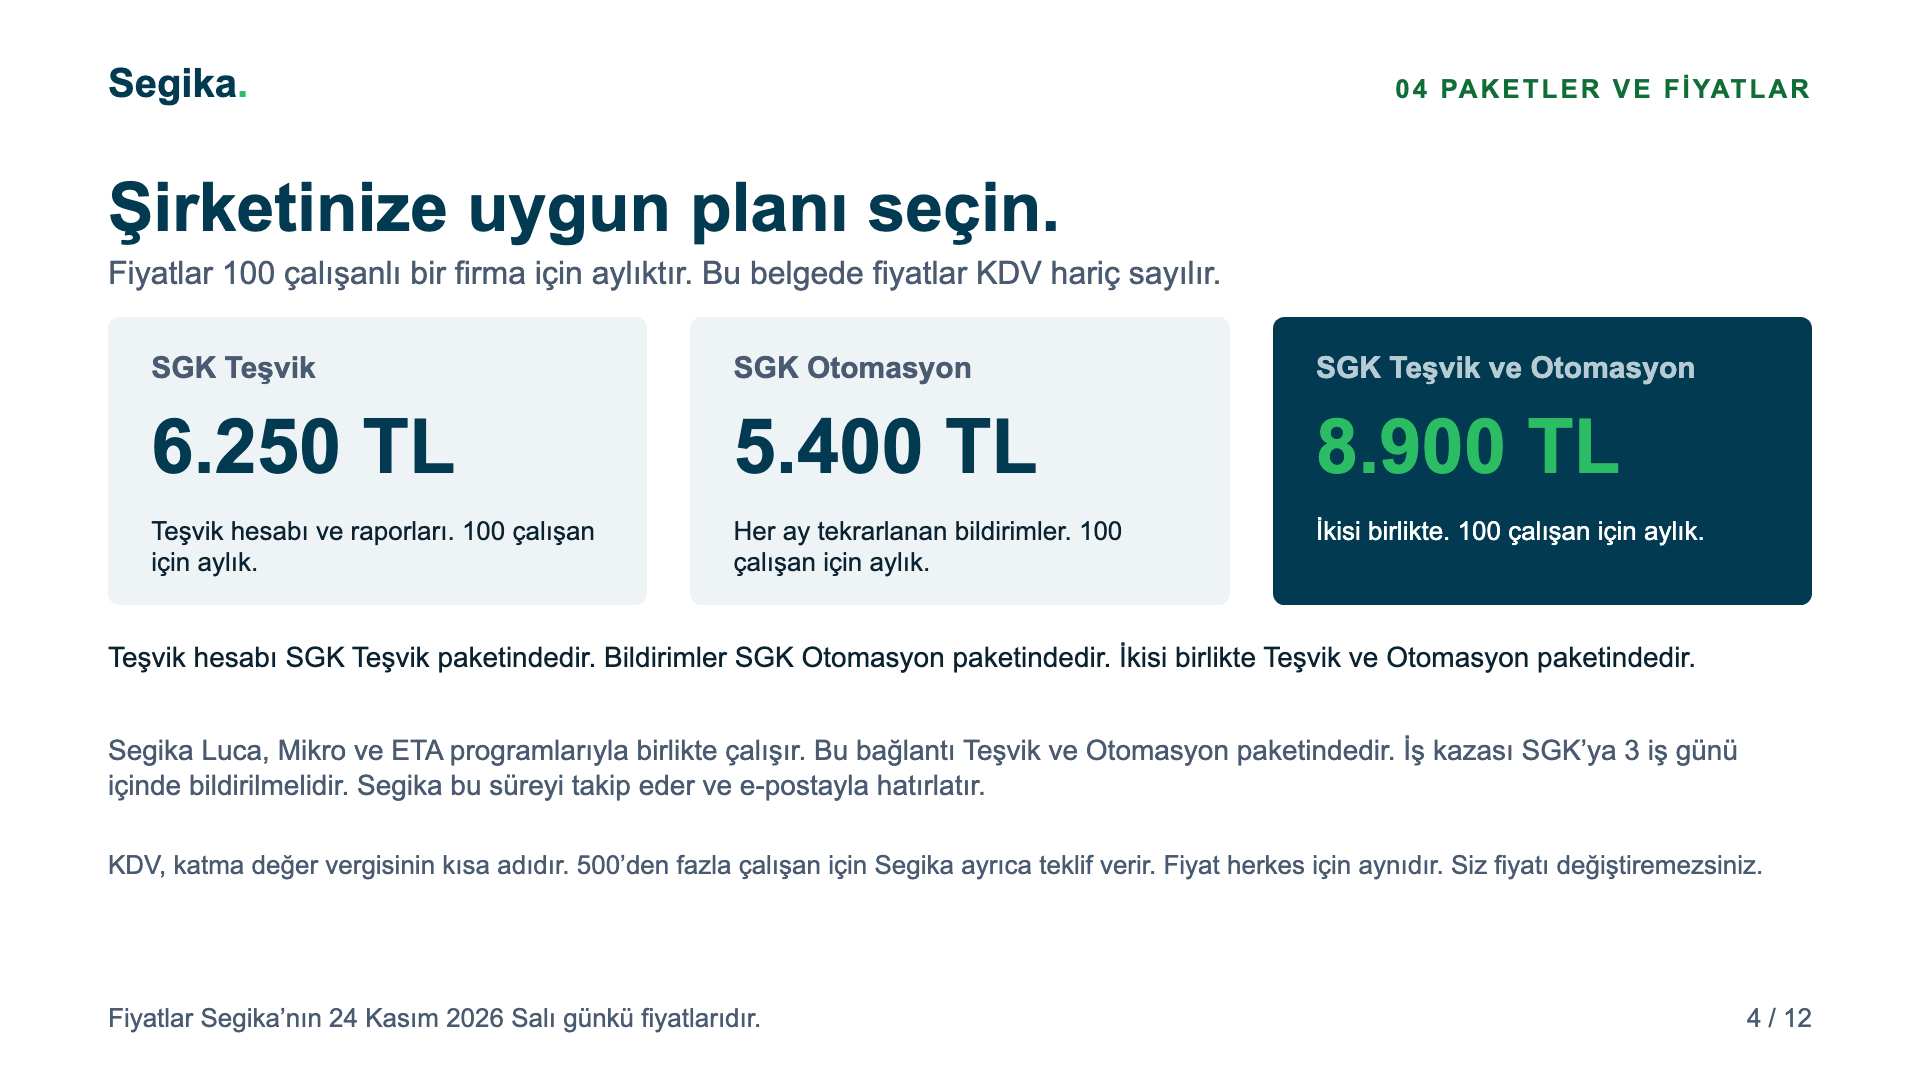 Segika.
04 PAKETLER VE FİYATLAR
Şirketinize uygun planı seçin.
Fiyatlar 100 çalışanlı bir firma için aylıktır. Bu belgede fiyatlar KDV hariç sayılır.
SGK Teşvik
6.250 TL
Teşvik hesabı ve raporları. 100 çalışan
için aylık.
SGK Otomasyon
5.400 TL
Her ay tekrarlanan bildirimler. 100
çalışan için aylık.
SGK Teşvik ve Otomasyon
8.900 TL
İkisi birlikte. 100 çalışan için aylık.
Teşvik hesabı SGK Teşvik paketindedir. Bildirimler SGK Otomasyon paketindedir. İkisi birlikte Teşvik ve Otomasyon paketindedir.
Segika Luca, Mikro ve ETA programlarıyla birlikte çalışır. Bu bağlantı Teşvik ve Otomasyon paketindedir. İş kazası SGK’ya 3 iş günü
içinde bildirilmelidir. Segika bu süreyi takip eder ve e-postayla hatırlatır.
KDV, katma değer vergisinin kısa adıdır. 500’den fazla çalışan için Segika ayrıca teklif verir. Fiyat herkes için aynıdır. Siz fiyatı değiştiremezsiniz.
Fiyatlar Segika’nın 24 Kasım 2026 Salı günkü fiyatlarıdır.
4 / 12